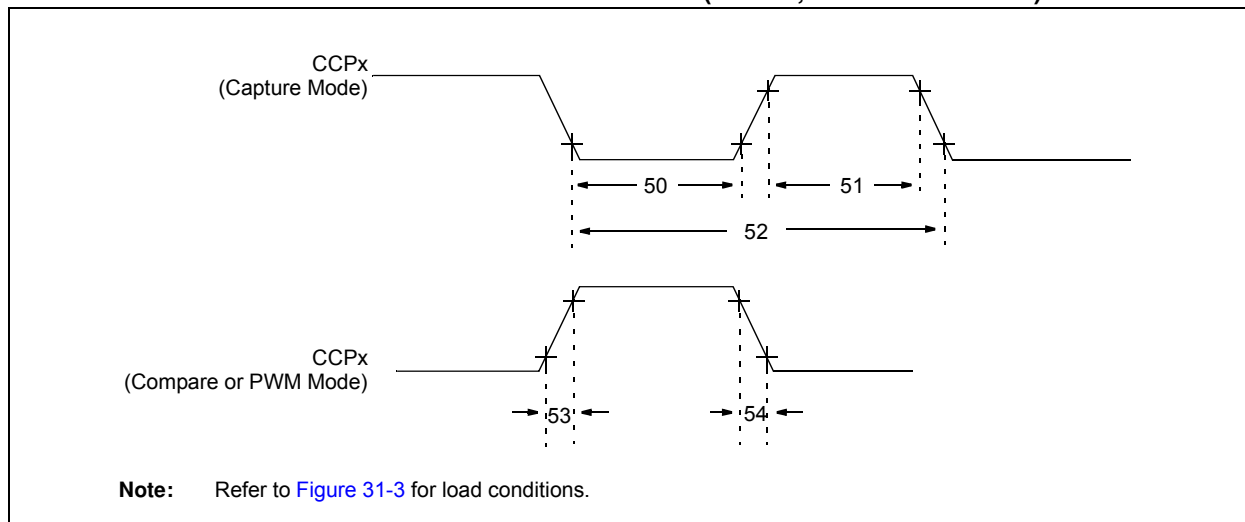 CCPx
(Capture Mode)
50
51
52
CCPx
(Compare or PWM Mode)
53
54
Note: Refer to Figure 31-3 for load conditions.